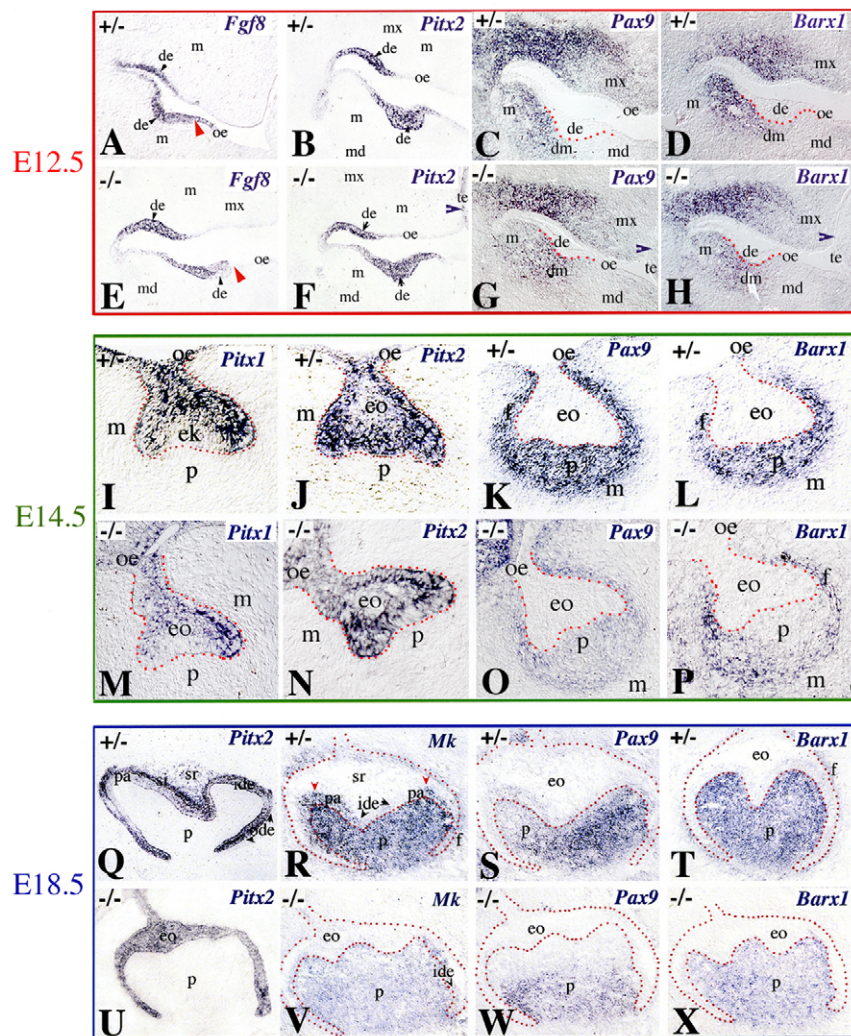 +/- Fgf8 +/- Pitx2 +/- Pax9 +/- Barx1
m mx m de mx mx
de de m oe m oe
de oe de de
A m B md de C dm md D dm md
E12.5
-/- Fgf8 -/- Pitx2 -/- Pax9 -/- Barx1
m mx te
de mx de m oe m de mx m de mx
oe m dm oe te dm oe te
E md de F md de G md H md
+/- Pitx1 +/- Pitx2 +/- Pax9 +/- Barx1
oe oe oe oe
m ek m eo f eo f eo
I p J p K p m L p m
E14.5
-/- Pitx1 -/- Pitx2 -/- Pax9 -/- Barx1
oe m oe oe oe f
eo eo eo eo
M p N m p O p m P p m
+/- Pitx2 +/- Mk +/- Pax9 +/- Barx1
pa si sr ide sr eo eo f
p ode pa ide pa
Q R p f S p T p
E18.5
-/- Pitx2 -/- Mk -/- Pax9 -/- Barx1
eo eo eo eo
U p V p ide W p X p